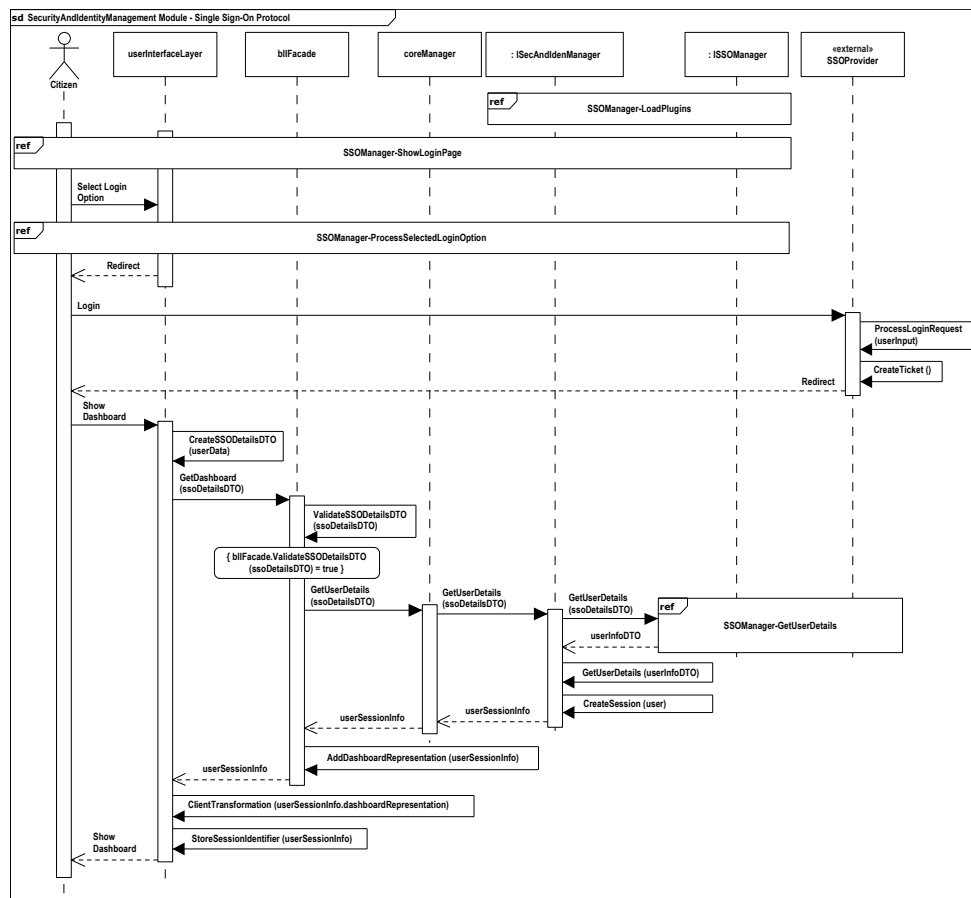 sd SecurityAndIdentityManagement Module - Single Sign-On Protocol
userInterfaceLayer
bllFacade
coreManager
: ISecAndIdenManager
: ISSOManager
«external»
SSOProvider
Citizen
ref
SSOManager-LoadPlugins
ref
SSOManager-ShowLoginPage
Select Login
Option
ref
SSOManager-ProcessSelectedLoginOption
Redirect
Login
ProcessLoginRequest
(userInput)
CreateTicket ()
Redirect
Show
Dashboard
CreateSSODetailsDTO
(userData)
GetDashboard
(ssoDetailsDTO)
ValidateSSODetailsDTO
(ssoDetailsDTO)
{ bllFacade.ValidateSSODetailsDTO
(ssoDetailsDTO) = true }
GetUserDetails
(ssoDetailsDTO)
GetUserDetails
(ssoDetailsDTO)
GetUserDetails
(ssoDetailsDTO)
ref
SSOManager-GetUserDetails
userInfoDTO
GetUserDetails (userInfoDTO)
CreateSession (user)
userSessionInfo
userSessionInfo
AddDashboardRepresentation (userSessionInfo)
userSessionInfo
ClientTransformation (userSessionInfo.dashboardRepresentation)
StoreSessionIdentifier (userSessionInfo)
Show
Dashboard